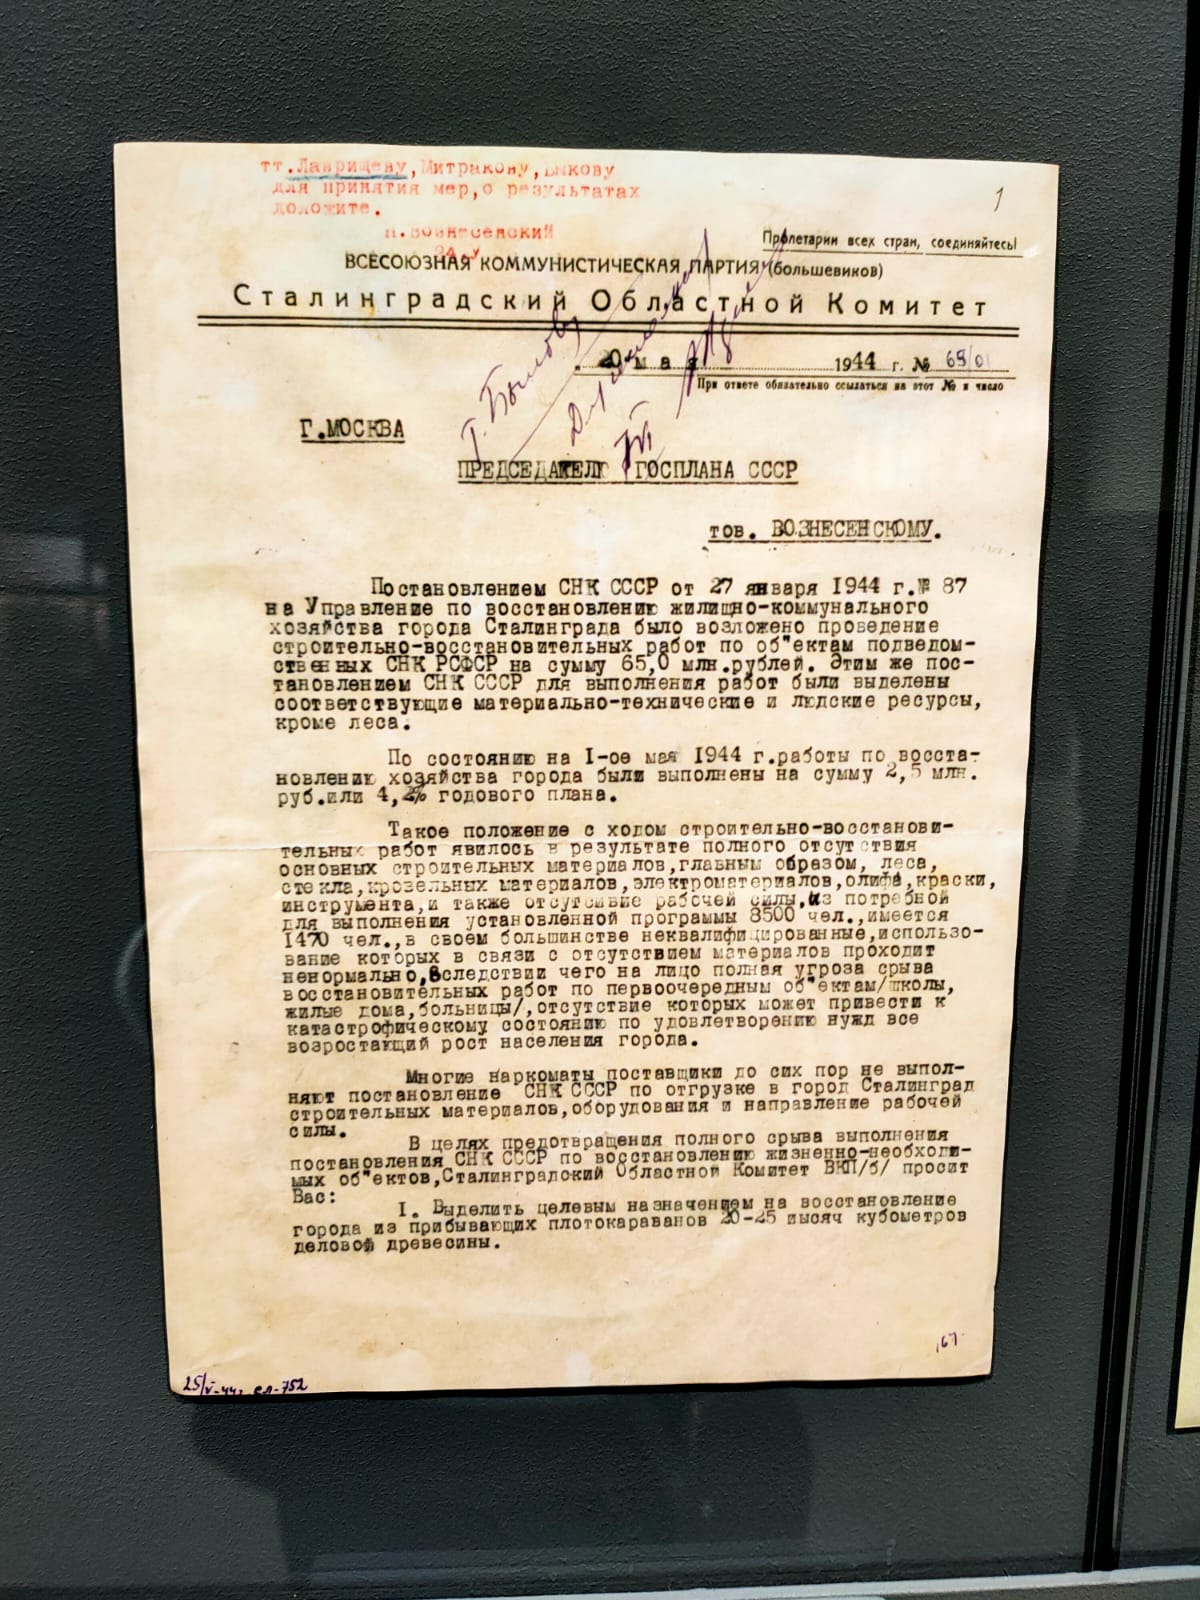 тт.Лаврищеву,Митракову,Быкову
для принятия мер,о результатах
доложите.
Н.Вознесенский
24.У
1
Пролетарии всех стран, соединяйтесь!
ВСЕСОЮЗНАЯ КОММУНИСТИЧЕСКАЯ ПАРТИЯ (большевиков)
Сталинградский Областной Комитет
20 мая 1944 г. № 69/01
При ответе обязательно ссылаться на этот № и число
Т. Быкову
Г.МОСКВА
ПРЕДСЕДАТЕЛЮ ГОСПЛАНА СССР
тов. ВОЗНЕСЕНСКОМУ.
Постановлением СНК СССР от 27 января 1944 г.№ 87
на Управление по восстановлению жилищно-коммунального
хозяйства города Сталинграда было возложено проведение
строительно-восстановительных работ по об"ектам подведом-
ственных СНК РСФСР на сумму 65,0 млн.рублей. Этим же пос-
тановлением СНК СССР для выполнения работ были выделены
соответствующие материально-технические и людские ресурсы,
кроме леса.
По состоянию на I-ое мая 1944 г.работы по восста-
новлению хозяйства города были выполнены на сумму 2,5 млн.
руб.или 4,2% годового плана.
Такое положение с ходом строительно-восстанови-
тельных работ явилось в результате полного отсутствия
основных строительных материалов,главным образом, леса,
стекла,крозельных материалов,электроматериалов,олифа,краски,
инструмента,и также отсутсивие рабочей силы.Из потребной
для выполнения установленной программы 8500 чел.,имеется
1470 чел.,в своем большинстве неквалифицированные,использо-
вание которых в связи с отсутствием материалов проходит
ненормально,вследствии чего на лицо полная угроза срыва
восстановительных работ по первоочередным об"ектам/школы,
жилые дома,больницы/,отсутствие которых может привести к
катастрофическому состоянию по удовлетворению нужд все
возростающий рост населения города.
Многие наркоматы поставщики до сих пор не выпол-
няют постановление СНК СССР по отгрузке в город Сталинград
строительных материалов,оборудования и направление рабочей
силы.
В целях предотвращения полного срыва выполнения
постановления СНК СССР по восстановлению жизненно-необходи-
мых об"ектов,Сталинградский Областной Комитет ВКП/б/ просит
Вас:
I. Выделить целевым назначением на восстановление
города из прибывающих плотокараванов 20-25 тысяч кубометров
деловой древесины.
167
25/V-44г. ел-752